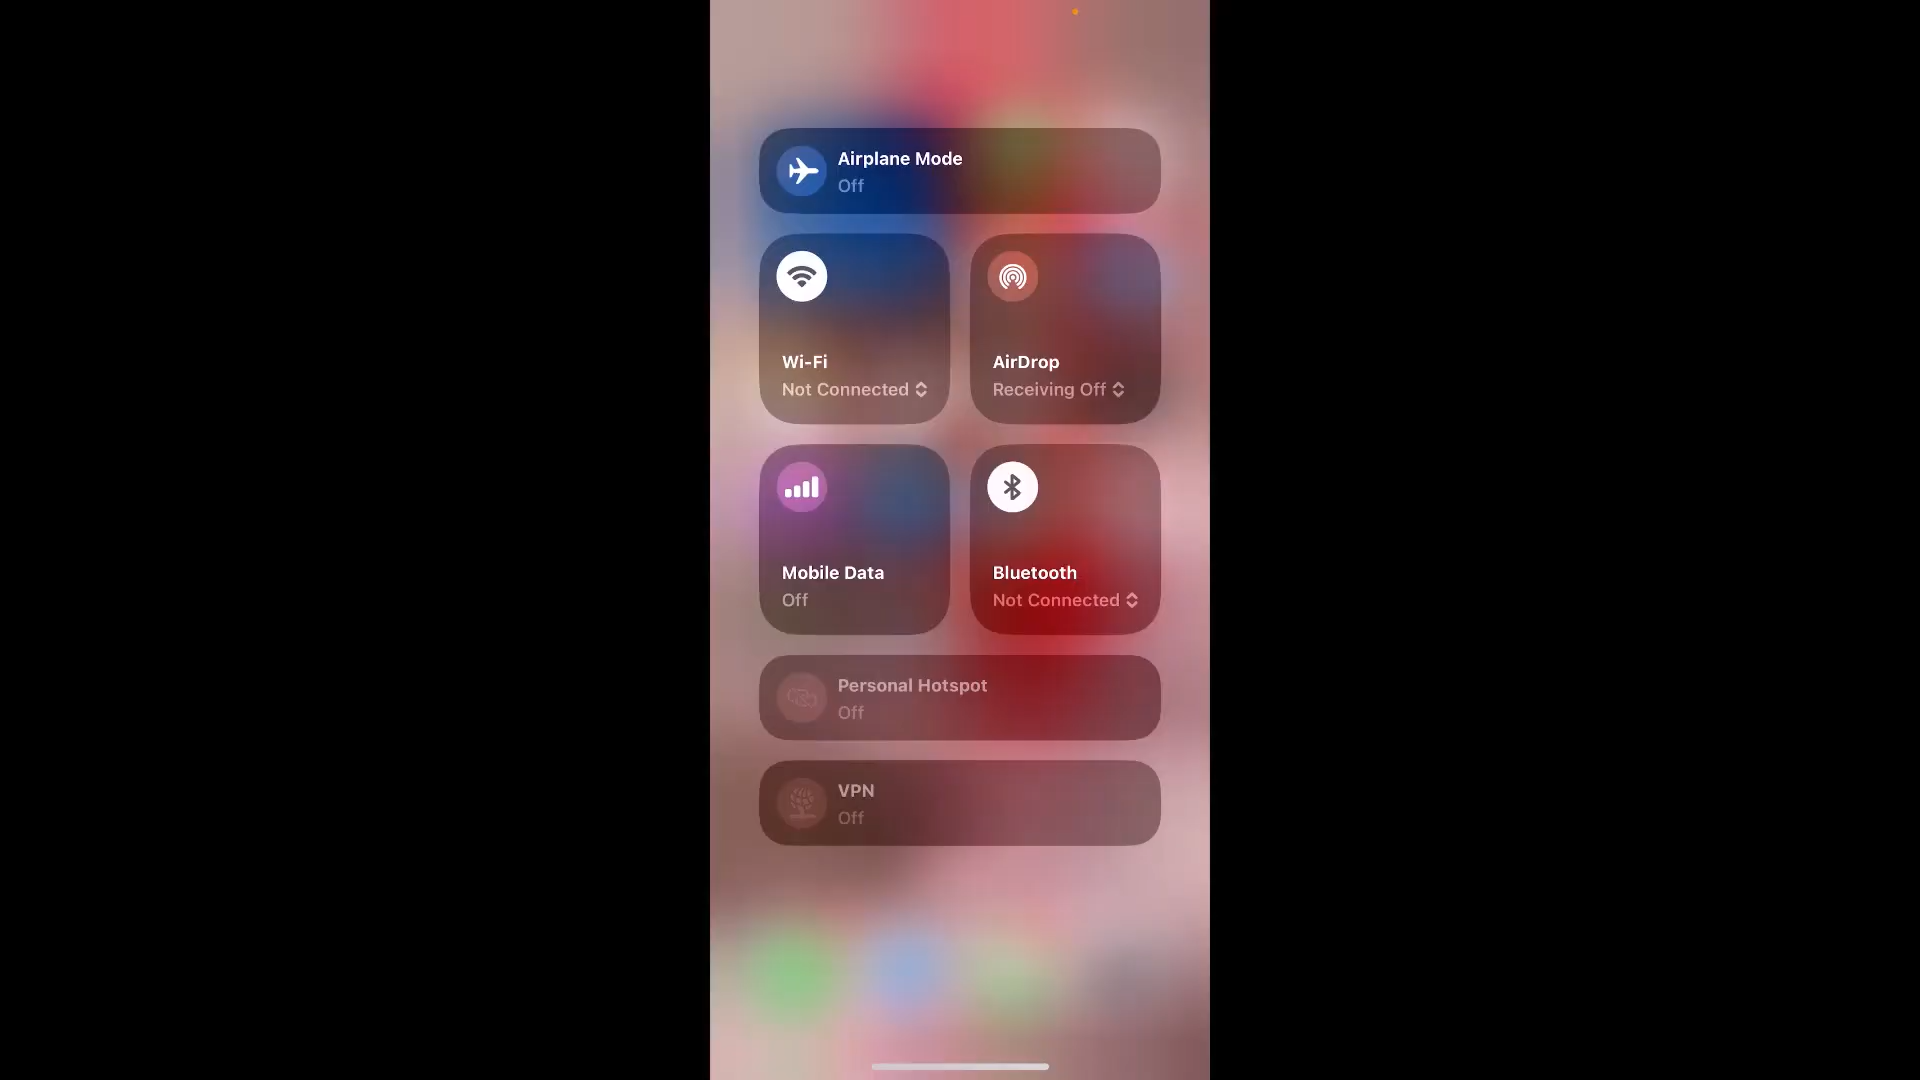 Airplane Mode
Off
Wi-Fi
Not Connected
AirDrop
Receiving Off
Mobile Data
Off
Bluetooth
Not Connected
Personal Hotspot
Off
VPN
Off